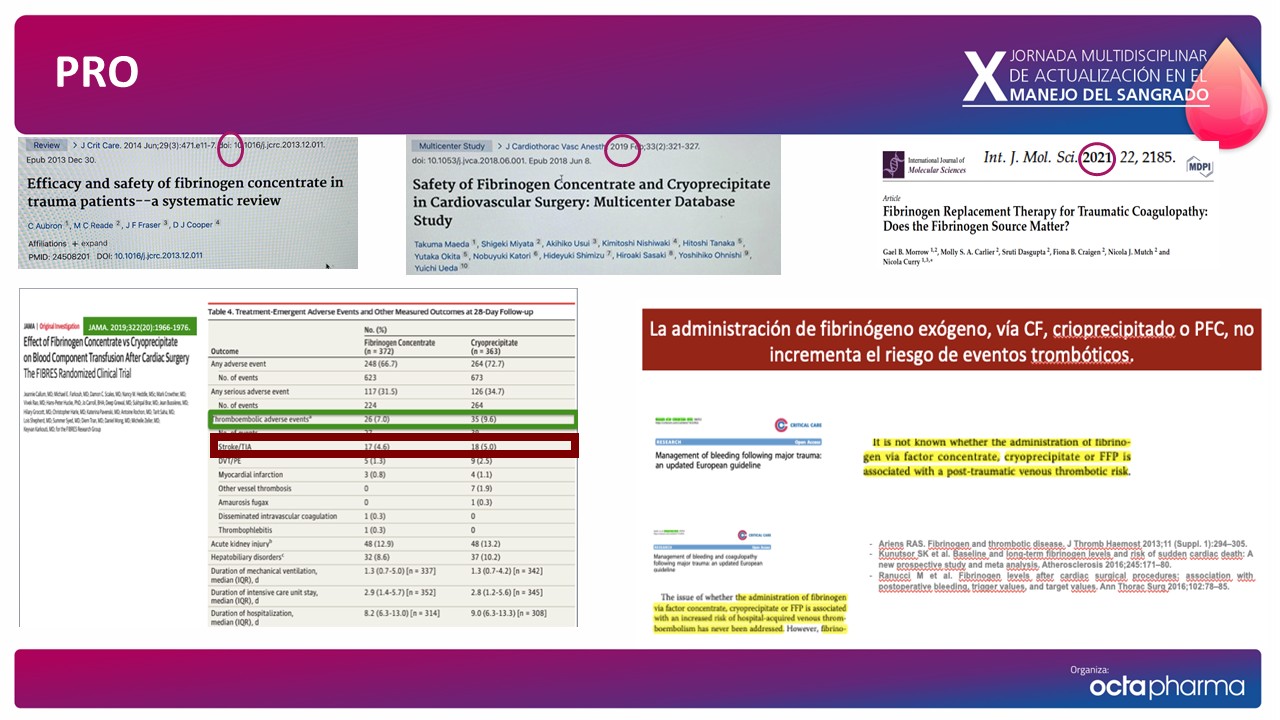 PRO
X JORNADA MULTIDISCIPLINAR
DE ACTUALIZACIÓN EN EL
MANEJO DEL SANGRADO
Review > J Crit Care. 2014 Jun;29(3):471.e11-7. doi: 10.1016/j.jcrc.2013.12.011.
Epub 2013 Dec 30.
Efficacy and safety of fibrinogen concentrate in
trauma patients--a systematic review
C Aubron 1, M C Reade 2, J F Fraser 3, D J Cooper 4
Affiliations + expand
PMID: 24508201 DOI: 10.1016/j.jcrc.2013.12.011
Multicenter Study > J Cardiothorac Vasc Anesth. 2019 Feb;33(2):321-327.
doi: 10.1053/j.jvca.2018.06.001. Epub 2018 Jun 8.
Safety of Fibrinogen Concentrate and Cryoprecipitate
in Cardiovascular Surgery: Multicenter Database
Study
Takuma Maeda 1, Shigeki Miyata 2, Akihiko Usui 3, Kimitoshi Nishiwaki 4, Hitoshi Tanaka 5,
Yutaka Okita 5, Nobuyuki Katori 6, Hideyuki Shimizu 7, Hiroaki Sasaki 8, Yoshihiko Ohnishi 9,
Yuichi Ueda 10
International Journal of
Molecular Sciences
Int. J. Mol. Sci. 2021, 22, 2185.
MDPI
Article
Fibrinogen Replacement Therapy for Traumatic Coagulopathy:
Does the Fibrinogen Source Matter?
Gael B. Morrow 1,2, Molly S. A. Carlier 2, Sruti Dasgupta 2, Fiona B. Craigen 2, Nicola J. Mutch 2 and
Nicola Curry 1,3,*
JAMA | Original Investigation
JAMA. 2019;322(20):1966-1976.
Effect of Fibrinogen Concentrate vs Cryoprecipitate
on Blood Component Transfusion After Cardiac Surgery
The FIBRES Randomized Clinical Trial
Table 4. Treatment-Emergent Adverse Events and Other Measured Outcomes at 28-Day Follow-up
No. (%)
Outcome Fibrinogen Concentrate (n = 372) Cryoprecipitate (n = 363)
Any adverse event 248 (66.7) 264 (72.7)
No. of events 623 673
Any serious adverse event 117 (31.5) 126 (34.7)
No. of events 224 264
Thromboembolic adverse events a 26 (7.0) 35 (9.6)
Stroke/TIA 17 (4.6) 18 (5.0)
DVT/PE 5 (1.3) 9 (2.5)
Myocardial infarction 3 (0.8) 4 (1.1)
Other vessel thrombosis 0 7 (1.9)
Amaurosis fugax 0 1 (0.3)
Disseminated intravascular coagulation 1 (0.3) 0
Thrombophlebitis 1 (0.3) 0
Acute kidney injury b 48 (12.9) 48 (13.2)
Hepatobiliary disorders c 32 (8.6) 37 (10.2)
Duration of mechanical ventilation, 1.3 (0.7-5.0) [n = 337] 1.3 (0.7-4.2) [n = 342]
median (IQR), d
Duration of intensive care unit stay, 2.9 (1.4-5.7) [n = 352] 2.8 (1.2-5.6) [n = 345]
median (IQR), d
Duration of hospitalization, 8.2 (6.3-13.0) [n = 314] 9.0 (6.3-13.3) [n = 308]
median (IQR), d
La administración de fibrinógeno exógeno, vía CF, crioprecipitado o PFC, no
incrementa el riesgo de eventos trombóticos.
CRITICAL CARE
RESEARCH Open Access
Management of bleeding following major trauma:
an updated European guideline
It is not known whether the administration of fibrino-
gen via factor concentrate, cryoprecipitate or FFP is
associated with a post-traumatic venous thrombotic risk.
CRITICAL CARE
RESEARCH Open Access
Management of bleeding and coagulopathy
following major trauma: an updated European
guideline
The issue of whether the administration of fibrinogen
via factor concentrate, cryoprecipitate or FFP is associated
with an increased risk of hospital-acquired venous throm-
boembolism has never been addressed. However, fibrino-
- Ariens RAS. Fibrinogen and thrombotic disease. J Thromb Haemost 2013;11 (Suppl. 1):294–305.
- Kunutsor SK et al. Baseline and long-term fibrinogen levels and risk of sudden cardiac death: A
new prospective study and meta analysis. Atherosclerosis 2016;245:171–80.
- Ranucci M et al. Fibrinogen levels after cardiac surgical procedures: association with
postoperative bleeding, trigger values, and target values. Ann Thorac Surg 2016;102:78–85.
Organiza:
octapharma